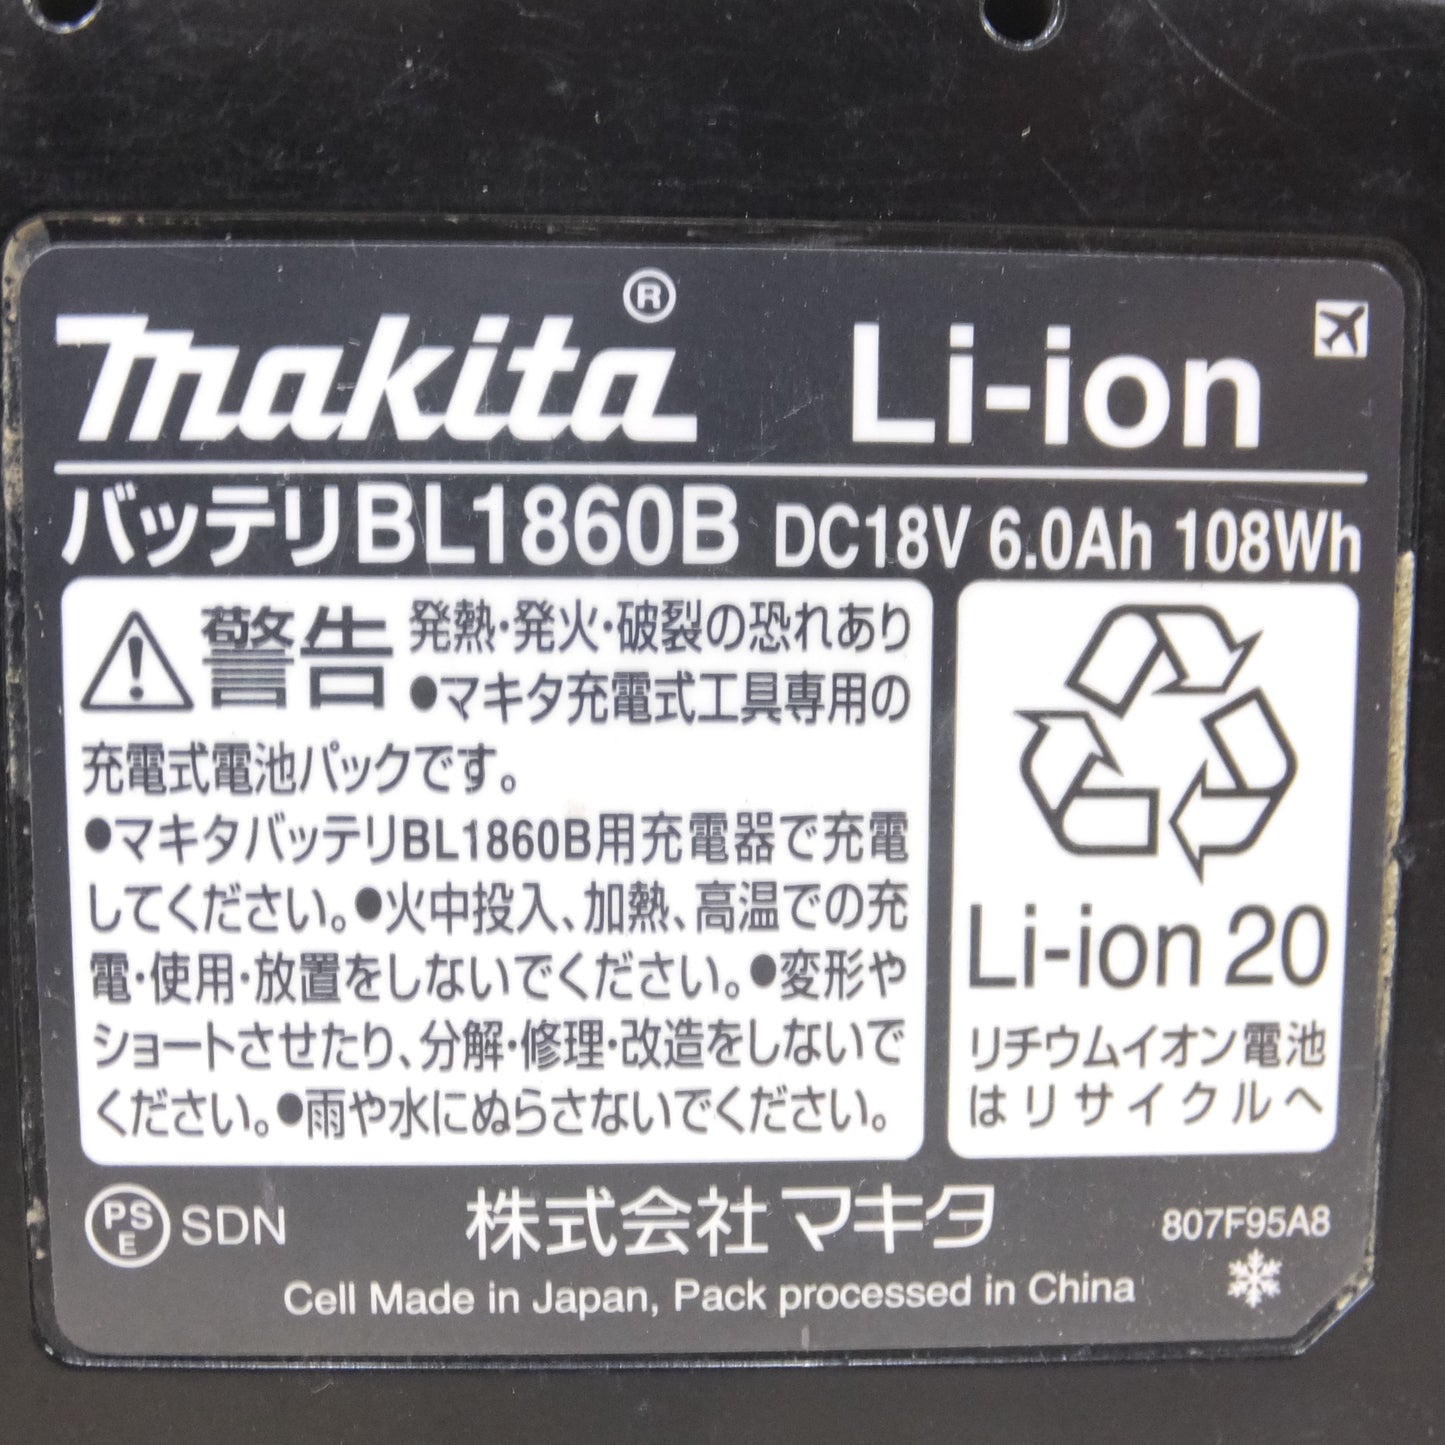 makita® Li-ion
バッテリBL1860B DC18V 6.0Ah 108Wh
警告 発熱・発火・破裂の恐れあり
●マキタ充電式工具専用の
充電式電池パックです。
●マキタバッテリBL1860B用充電器で充電
してください。●火中投入、加熱、高温での充
電・使用・放置をしないでください。●変形や
ショートさせたり、分解・修理・改造をしないで
ください。●雨や水にぬらさないでください。
Li-ion 20
リチウムイオン電池
はリサイクルへ
PSE SDN 株式会社マキタ 807F95A8
Cell Made in Japan, Pack processed in China